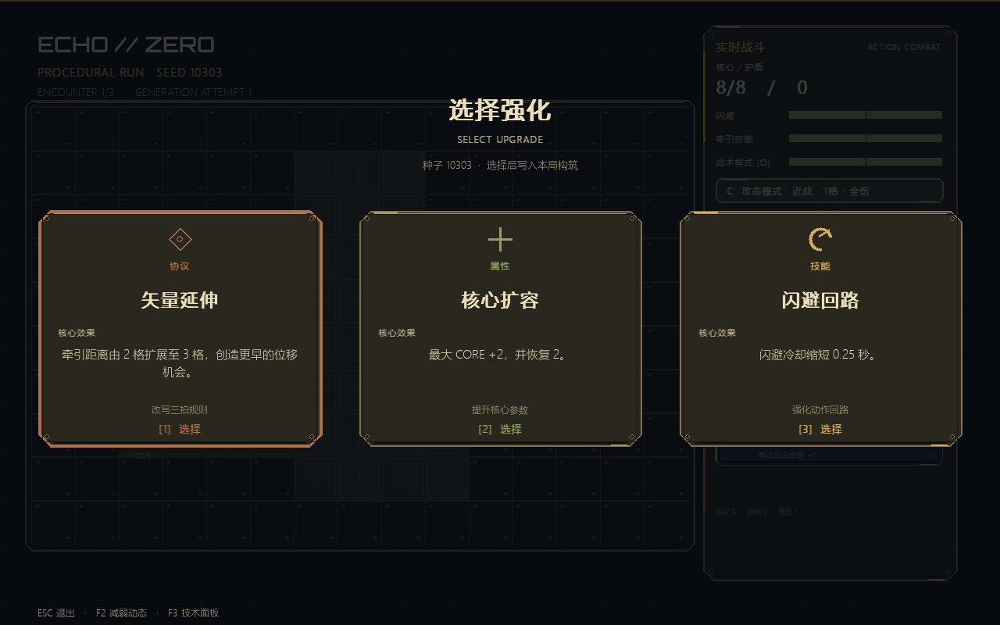 ECHO // ZERO
PROCEDURAL RUN SEED 10303
ENCOUNTER 1/3 · GENERATION ATTEMPT 1
实时战斗 ACTION COMBAT
核心 / 护盾
8/8 / 0
闪避
牵引技能
战术模式 [Q]
C 攻击模式: 近战 · 1格 · 全伤
选择强化
SELECT UPGRADE
种子 10303 · 选择后写入本局构筑
协议
矢量延伸
核心效果
牵引距离由 2 格扩展至 3 格，创造更早的位移
机会。
改写三拍规则
[1] 选择
属性
核心扩容
核心效果
最大 CORE +2，并恢复 2。
提升核心参数
[2] 选择
技能
闪避回路
核心效果
闪避冷却缩短 0.25 秒。
强化动作回路
[3] 选择
NODE
基础攻击伤害 +1
协议 0 技能 0 属性 1
ESC 退出 · F2 减弱动态 · F3 技术面板